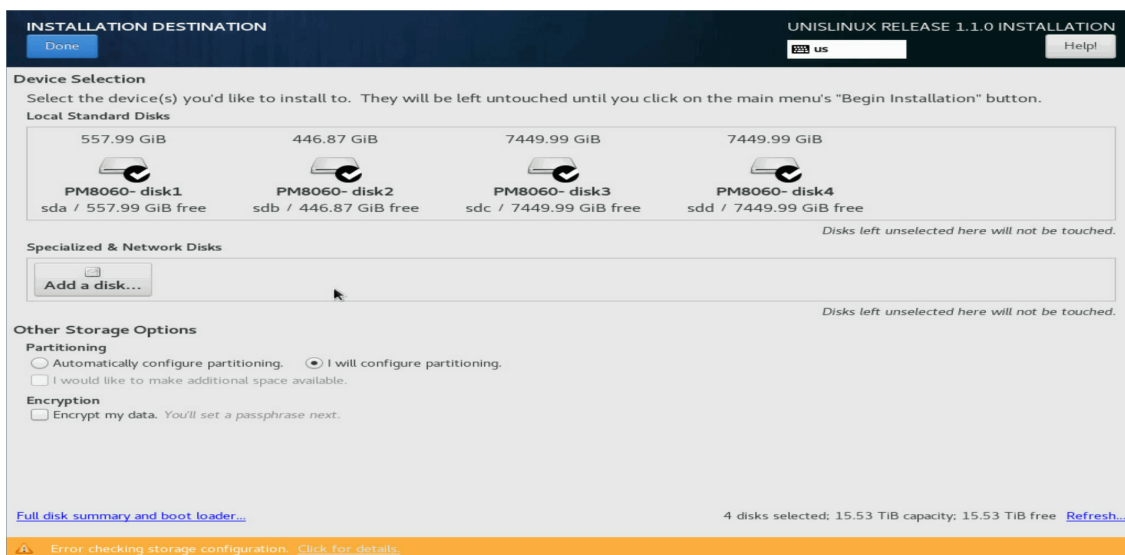 INSTALLATION DESTINATION
UNISLINUX RELEASE 1.1.0 INSTALLATION
Done
us
Help!
Device Selection
Select the device(s) you'd like to install to. They will be left untouched until you click on the main menu's "Begin Installation" button.
Local Standard Disks
557.99 GiB 446.87 GiB 7449.99 GiB 7449.99 GiB
PM8060- disk1 PM8060- disk2 PM8060- disk3 PM8060- disk4
sda / 557.99 GiB free sdb / 446.87 GiB free sdc / 7449.99 GiB free sdd / 7449.99 GiB free
Disks left unselected here will not be touched.
Specialized & Network Disks
Add a disk...
Disks left unselected here will not be touched.
Other Storage Options
Partitioning
Automatically configure partitioning. I will configure partitioning.
I would like to make additional space available.
Encryption
Encrypt my data. You'll set a passphrase next.
Full disk summary and boot loader...
4 disks selected; 15.53 TiB capacity; 15.53 TiB free Refresh...
Error checking storage configuration. Click for details.